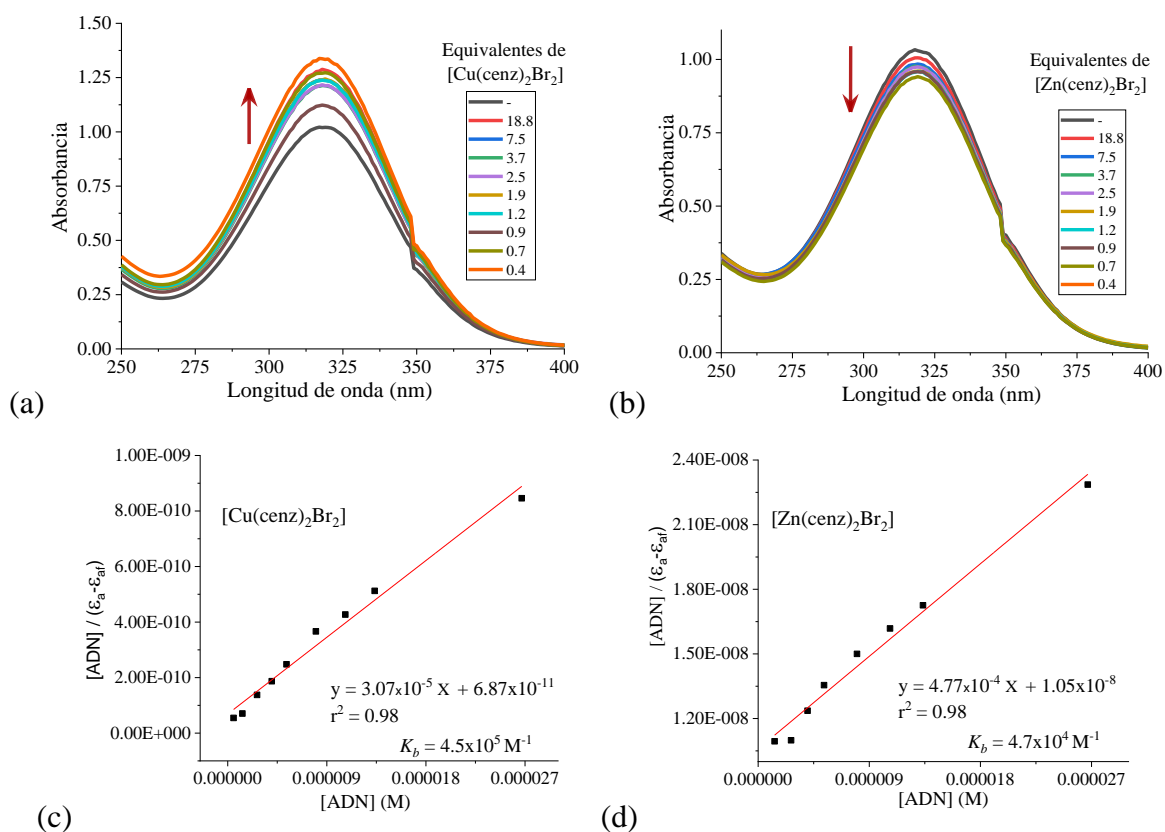 Equivalentes de
[Cu(cenz)₂Br₂]
-
18.8
7.5
3.7
2.5
1.9
1.2
0.9
0.7
0.4
1.50
1.25
1.00
0.75
0.50
0.25
0.00
Absorbancia
250
275
300
325
350
375
400
Longitud de onda (nm)
(a)
Equivalentes de
[Zn(cenz)₂Br₂]
-
18.8
7.5
3.7
2.5
1.9
1.2
0.9
0.7
0.4
1.00
0.75
0.50
0.25
0.00
Absorbancia
250
275
300
325
350
375
400
Longitud de onda (nm)
(b)
1.00E-009
8.00E-010
6.00E-010
4.00E-010
2.00E-010
0.00E+000
[ADN] / (εₐ-εₐf)
[Cu(cenz)₂Br₂]
y = 3.07x10⁻⁵ X + 6.87x10⁻¹¹
r² = 0.98
K_b = 4.5x10⁵ M⁻¹
0.000000
0.000009
0.000018
0.000027
[ADN] (M)
(c)
2.40E-008
2.10E-008
1.80E-008
1.50E-008
1.20E-008
[ADN] / (εₐ-εₐf)
[Zn(cenz)₂Br₂]
y = 4.77x10⁻⁴ X + 1.05x10⁻⁸
r² = 0.98
K_b = 4.7x10⁴ M⁻¹
0.000000
0.000009
0.000018
0.000027
[ADN] (M)
(d)